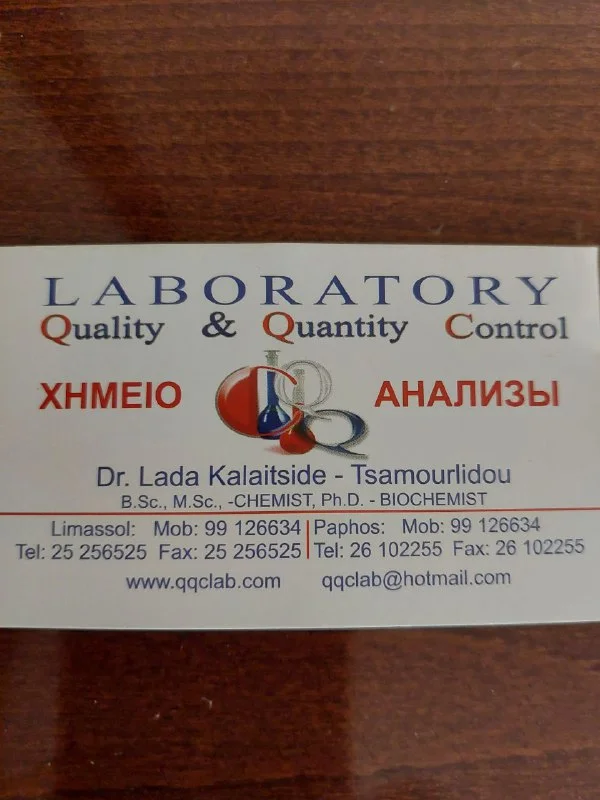 LABORATORY
Quality & Quantity Control
ΧΗΜΕΙΟ АНАЛИЗЫ
Dr. Lada Kalaitside - Tsamourlidou
B.Sc., M.Sc., -CHEMIST, Ph.D. - BIOCHEMIST
Limassol: Mob: 99 126634 Paphos: Mob: 99 126634
Tel: 25 256525 Fax: 25 256525 Tel: 26 102255 Fax: 26 102255
www.qqclab.com qqclab@hotmail.com